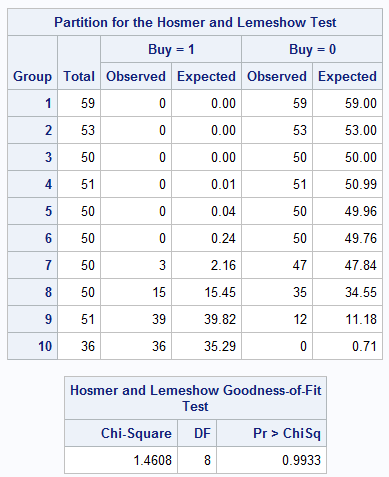 Partition for the Hosmer and Lemeshow Test
Buy = 1 Buy = 0
Group Total Observed Expected Observed Expected
1 59 0 0.00 59 59.00
2 53 0 0.00 53 53.00
3 50 0 0.00 50 50.00
4 51 0 0.01 51 50.99
5 50 0 0.04 50 49.96
6 50 0 0.24 50 49.76
7 50 3 2.16 47 47.84
8 50 15 15.45 35 34.55
9 51 39 39.82 12 11.18
10 36 36 35.29 0 0.71
Hosmer and Lemeshow Goodness-of-Fit
Test
Chi-Square DF Pr > ChiSq
1.4608 8 0.9933